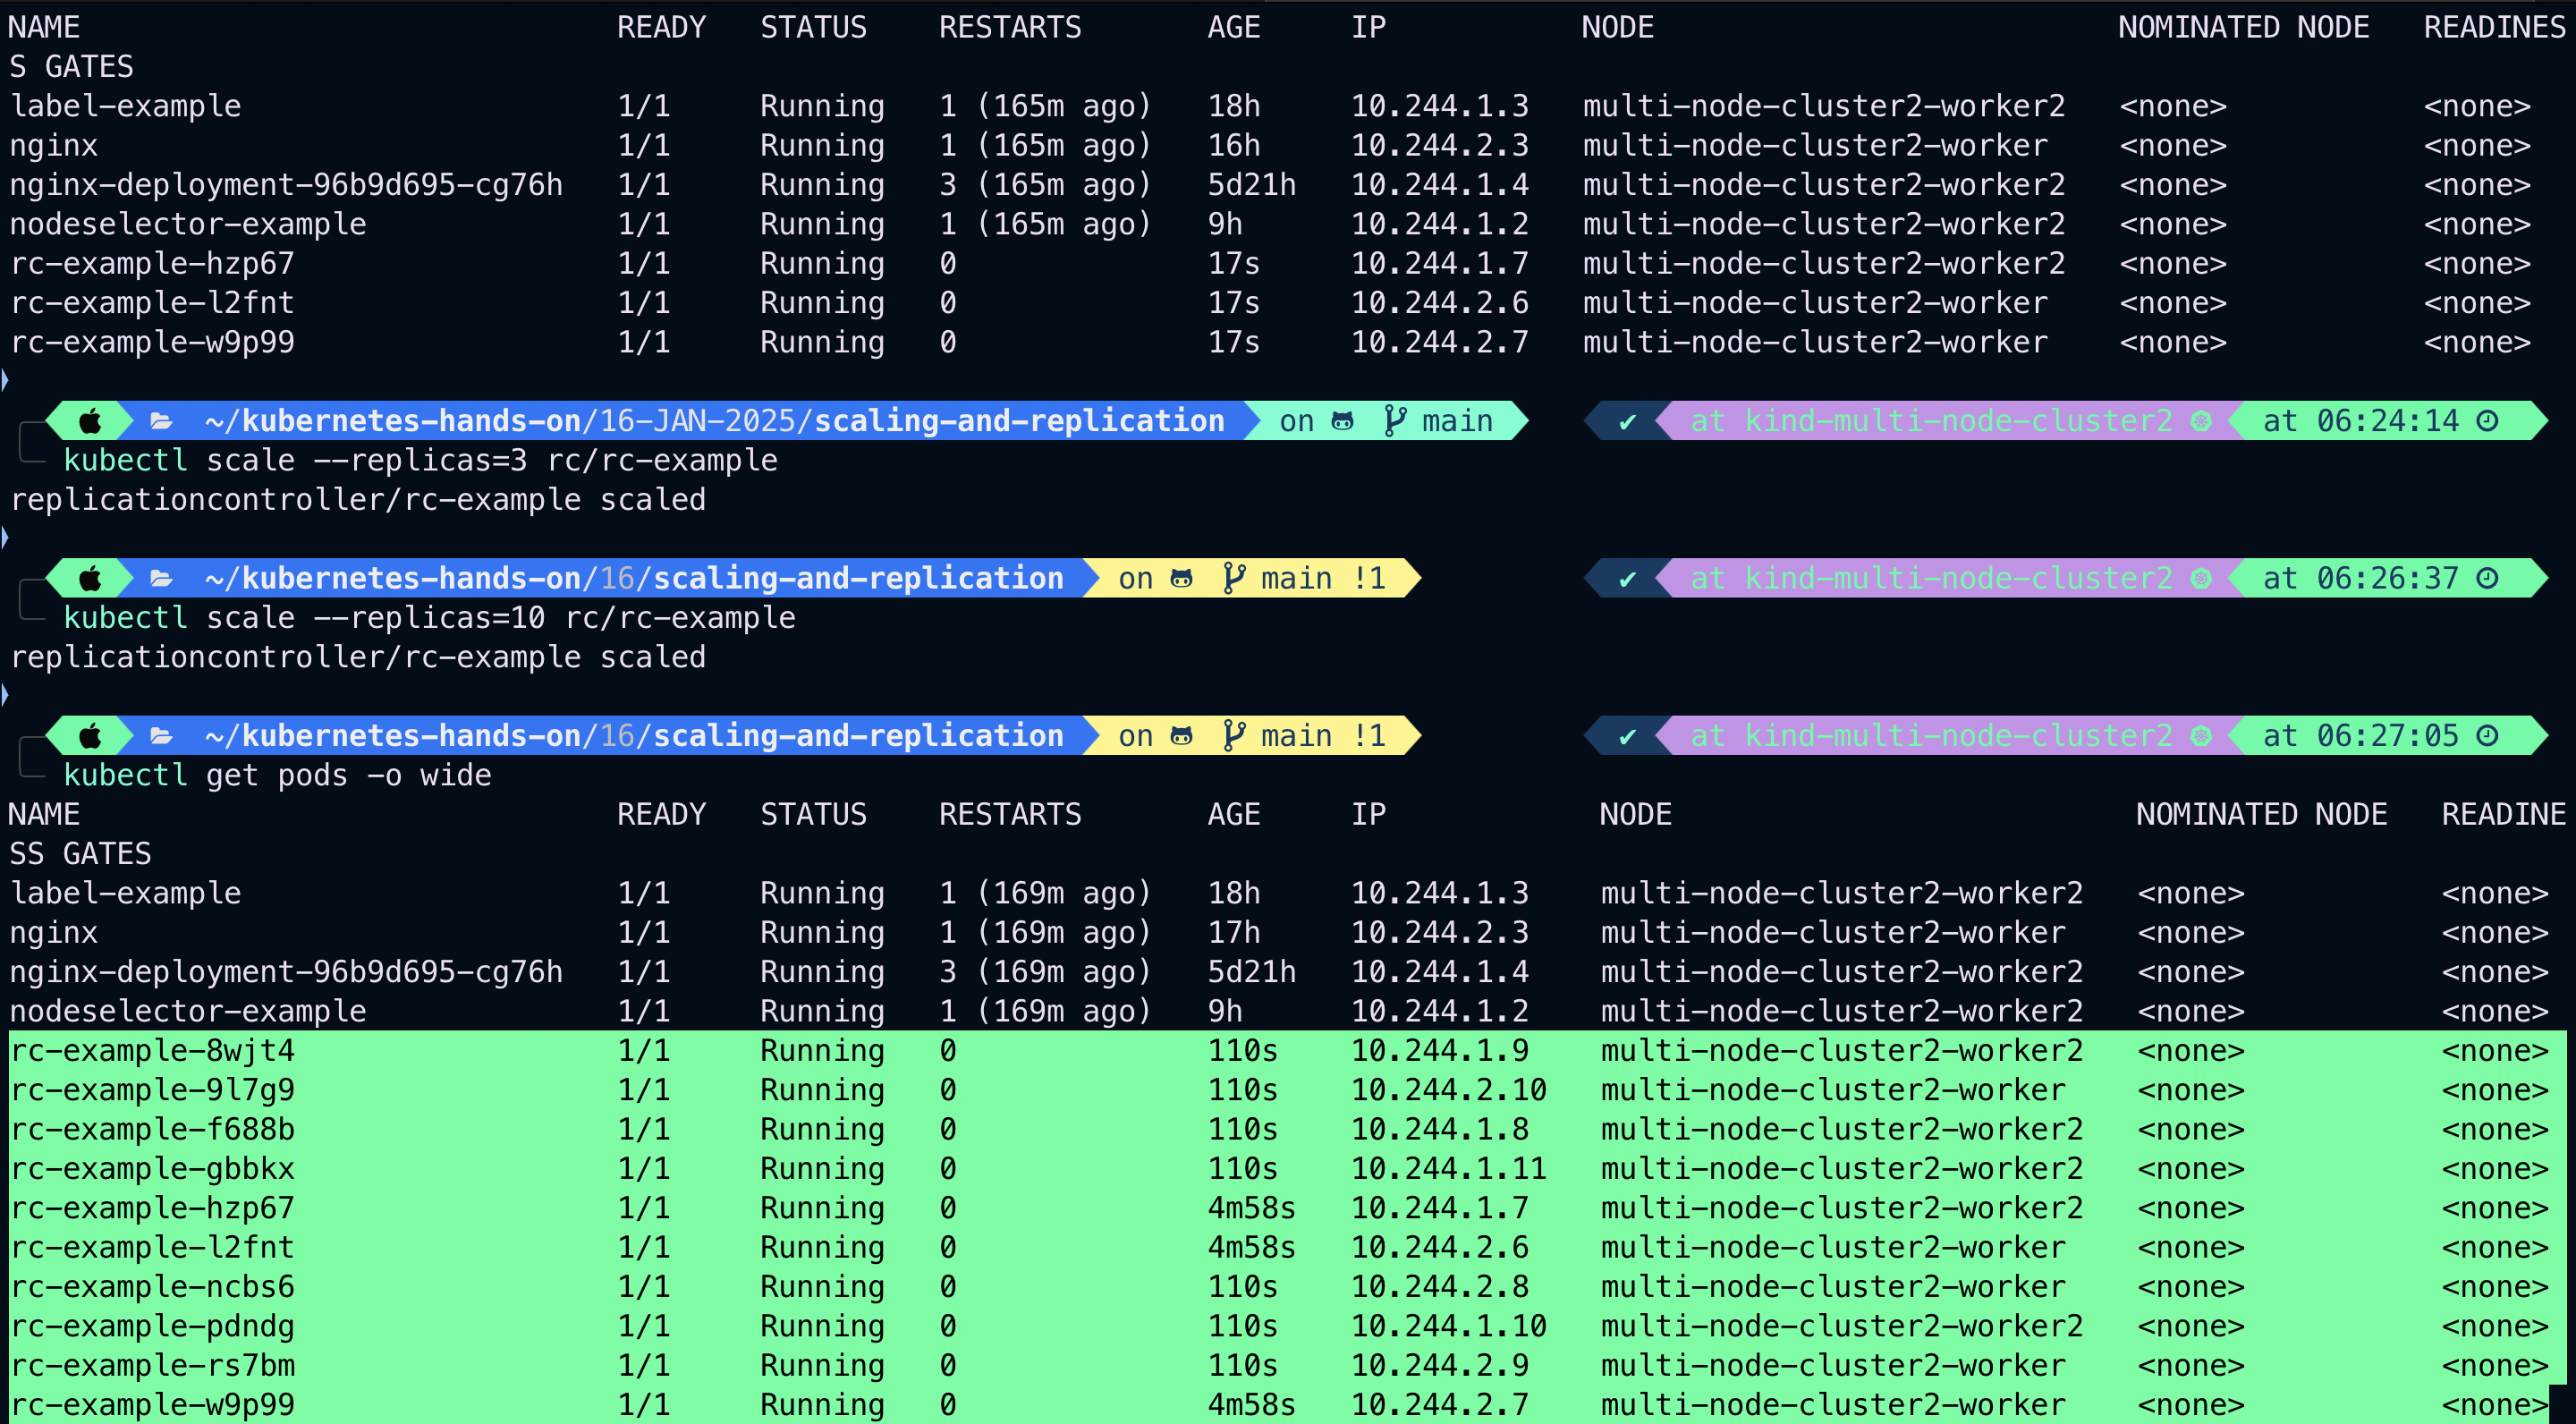 NAME READY STATUS RESTARTS AGE IP NODE NOMINATED NODE READINES
S GATES
label-example 1/1 Running 1 (165m ago) 18h 10.244.1.3 multi-node-cluster2-worker2 <none> <none>
nginx 1/1 Running 1 (165m ago) 16h 10.244.2.3 multi-node-cluster2-worker <none> <none>
nginx-deployment-96b9d695-cg76h 1/1 Running 3 (165m ago) 5d21h 10.244.1.4 multi-node-cluster2-worker2 <none> <none>
nodeselector-example 1/1 Running 1 (165m ago) 9h 10.244.1.2 multi-node-cluster2-worker2 <none> <none>
rc-example-hzp67 1/1 Running 0 17s 10.244.1.7 multi-node-cluster2-worker2 <none> <none>
rc-example-l2fnt 1/1 Running 0 17s 10.244.2.6 multi-node-cluster2-worker <none> <none>
rc-example-w9p99 1/1 Running 0 17s 10.244.2.7 multi-node-cluster2-worker <none> <none>
~/kubernetes-hands-on/16-JAN-2025/scaling-and-replication on main ✔ at kind-multi-node-cluster2 at 06:24:14
kubectl scale --replicas=3 rc/rc-example
replicationcontroller/rc-example scaled
~/kubernetes-hands-on/16/scaling-and-replication on main !1 ✔ at kind-multi-node-cluster2 at 06:26:37
kubectl scale --replicas=10 rc/rc-example
replicationcontroller/rc-example scaled
~/kubernetes-hands-on/16/scaling-and-replication on main !1 ✔ at kind-multi-node-cluster2 at 06:27:05
kubectl get pods -o wide
NAME READY STATUS RESTARTS AGE IP NODE NOMINATED NODE READINE
SS GATES
label-example 1/1 Running 1 (169m ago) 18h 10.244.1.3 multi-node-cluster2-worker2 <none> <none>
nginx 1/1 Running 1 (169m ago) 17h 10.244.2.3 multi-node-cluster2-worker <none> <none>
nginx-deployment-96b9d695-cg76h 1/1 Running 3 (169m ago) 5d21h 10.244.1.4 multi-node-cluster2-worker2 <none> <none>
nodeselector-example 1/1 Running 1 (169m ago) 9h 10.244.1.2 multi-node-cluster2-worker2 <none> <none>
rc-example-8wjt4 1/1 Running 0 110s 10.244.1.9 multi-node-cluster2-worker2 <none> <none>
rc-example-9l7g9 1/1 Running 0 110s 10.244.2.10 multi-node-cluster2-worker <none> <none>
rc-example-f688b 1/1 Running 0 110s 10.244.1.8 multi-node-cluster2-worker2 <none> <none>
rc-example-gbbkx 1/1 Running 0 110s 10.244.1.11 multi-node-cluster2-worker2 <none> <none>
rc-example-hzp67 1/1 Running 0 4m58s 10.244.1.7 multi-node-cluster2-worker2 <none> <none>
rc-example-l2fnt 1/1 Running 0 4m58s 10.244.2.6 multi-node-cluster2-worker <none> <none>
rc-example-ncbs6 1/1 Running 0 110s 10.244.2.8 multi-node-cluster2-worker <none> <none>
rc-example-pdndg 1/1 Running 0 110s 10.244.1.10 multi-node-cluster2-worker2 <none> <none>
rc-example-rs7bm 1/1 Running 0 110s 10.244.2.9 multi-node-cluster2-worker <none> <none>
rc-example-w9p99 1/1 Running 0 4m58s 10.244.2.7 multi-node-cluster2-worker <none> <none>